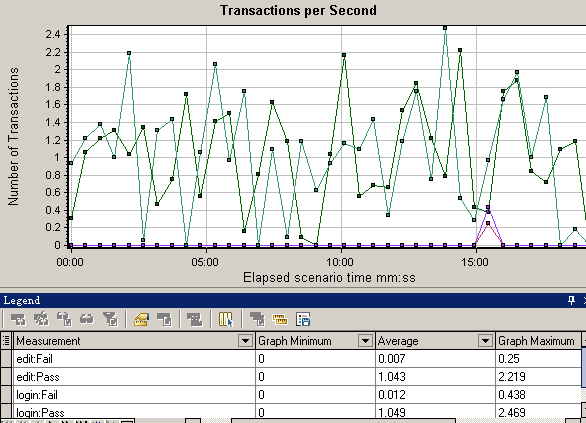 Transactions per Second
Number of Transactions
2.4
2.2
2
1.8
1.6
1.4
1.2
1
0.8
0.6
0.4
0.2
0
00:00 05:00 10:00 15:00
Elapsed scenario time mm:ss
Legend
Measurement Graph Minimum Average Graph Maximum
edit:Fail 0 0.007 0.25
edit:Pass 0 1.043 2.219
login:Fail 0 0.012 0.438
login:Pass 0 1.049 2.469